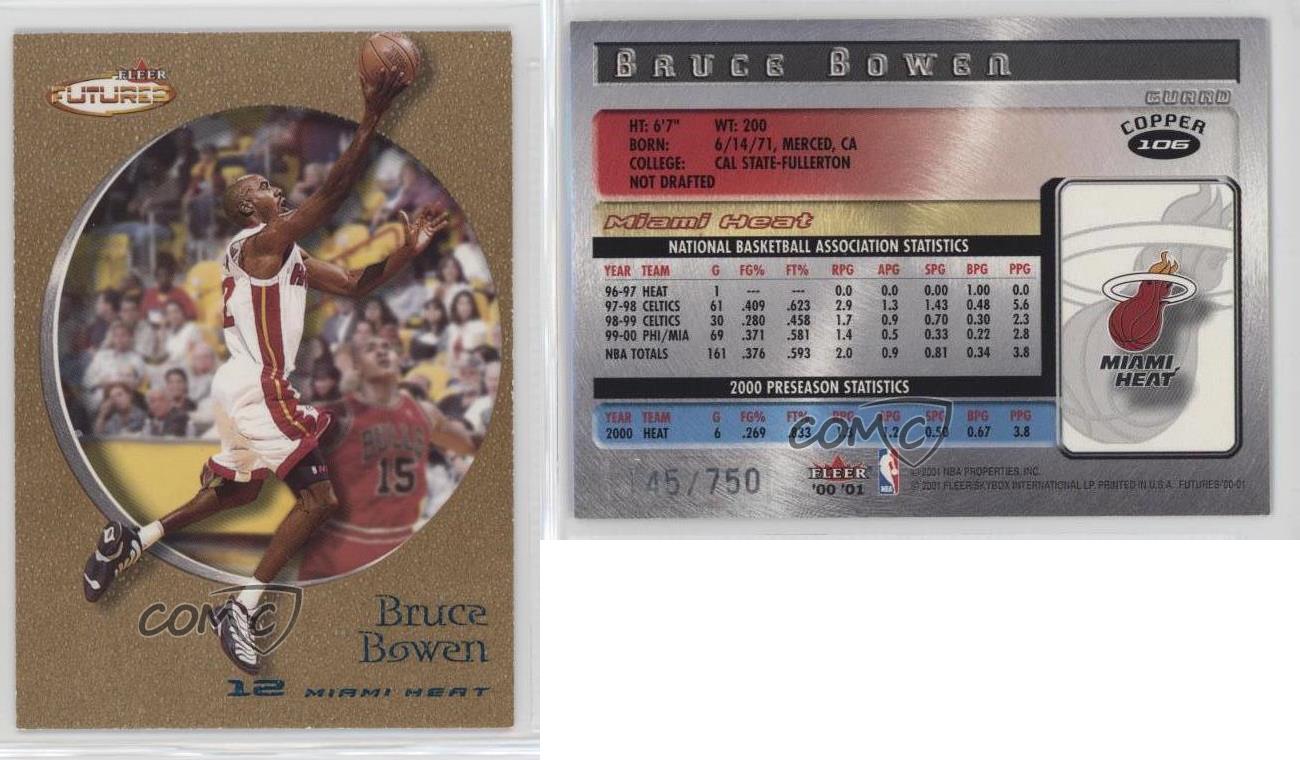 FLEER
FUTURES
HEAT
BULLS
15
COMC
Bruce
Bowen
12 MIAMI HEAT
Bruce Bowen
GUARD
COPPER
106
HT: 6'7" WT: 200
BORN: 6/14/71, MERCED, CA
COLLEGE: CAL STATE-FULLERTON
NOT DRAFTED
Miami Heat
NATIONAL BASKETBALL ASSOCIATION STATISTICS
YEAR TEAM G FG% FT% RPG APG SPG BPG PPG
96-97 HEAT 1 --- --- 0.0 0.0 0.00 1.00 0.0
97-98 CELTICS 61 .409 .623 2.9 1.3 1.43 0.48 5.6
98-99 CELTICS 30 .280 .458 1.7 0.9 0.70 0.30 2.3
99-00 PHI/MIA 69 .371 .581 1.4 0.5 0.33 0.22 2.8
NBA TOTALS 161 .376 .593 2.0 0.9 0.81 0.34 3.8
MIAMI
HEAT
2000 PRESEASON STATISTICS
YEAR TEAM G FG% FT% RPG APG SPG BPG PPG
2000 HEAT 6 .269 .833 1.2 0.50 0.67 3.8
COMC
45/750
FLEER
'00 '01
NBA
© 2001 NBA PROPERTIES, INC.
© 2001 FLEER/SKYBOX INTERNATIONAL LP. PRINTED IN U.S.A. FUTURES '00-01